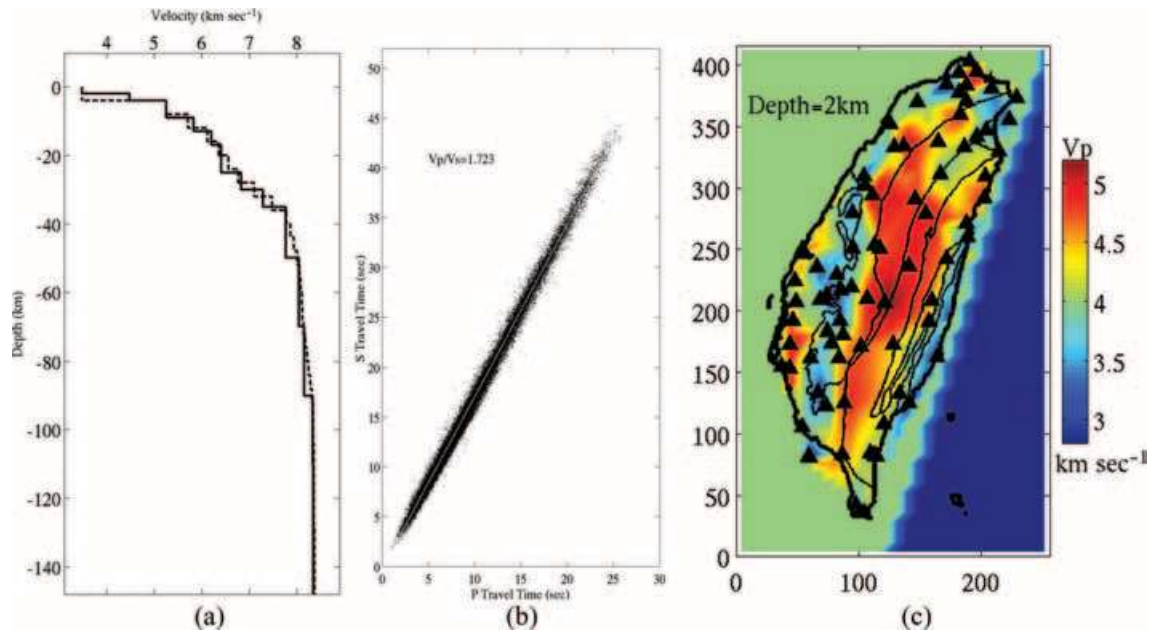 Velocity (km sec⁻¹)
4 5 6 7 8
0
-20
-40
-60
-80
-100
-120
-140
Depth(km)
(a)
50
45
40
35
30
25
20
15
10
5
0
S Travel Time (sec)
Vp/Vs=1.723
0 5 10 15 20 25 30
P Travel Time (sec)
(b)
400
350
300
250
200
150
100
50
0
Depth=2km
0 100 200
(c)
Vp
5
4.5
4
3.5
3
km sec⁻¹